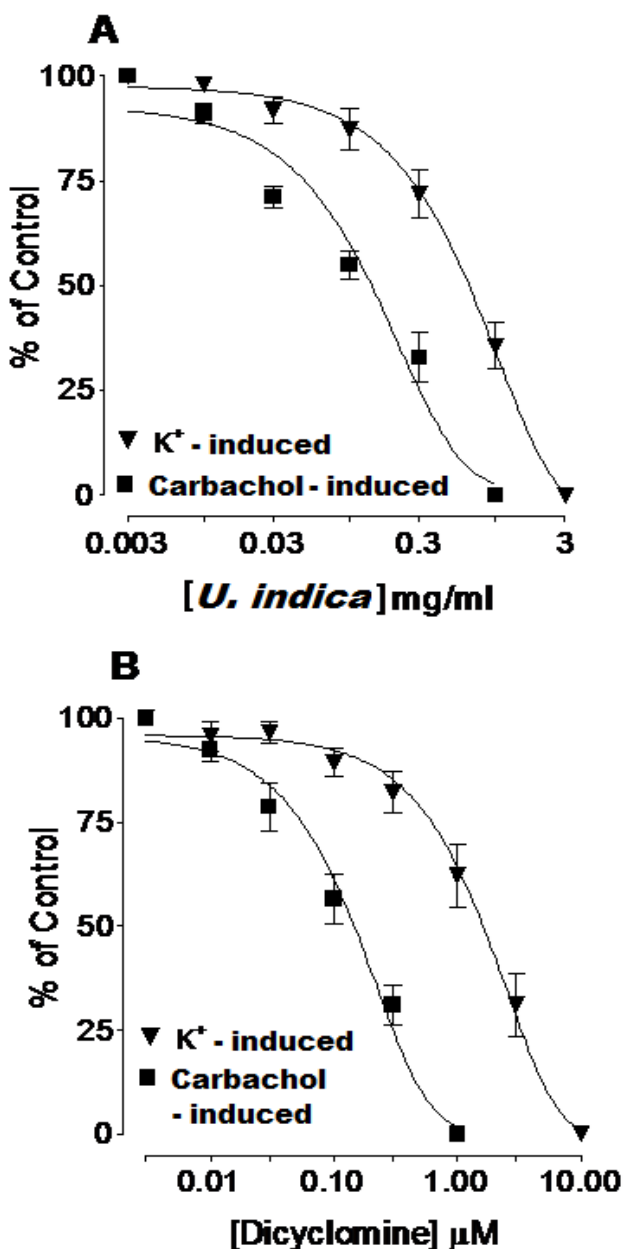 A
100
75
50
25
0
% of Control
K⁺ - induced
Carbachol - induced
0.003 0.03 0.3 3
[U. indica] mg/ml
B
100
75
50
25
0
% of Control
K⁺ - induced
Carbachol
- induced
0.01 0.10 1.00 10.00
[Dicyclomine] μM